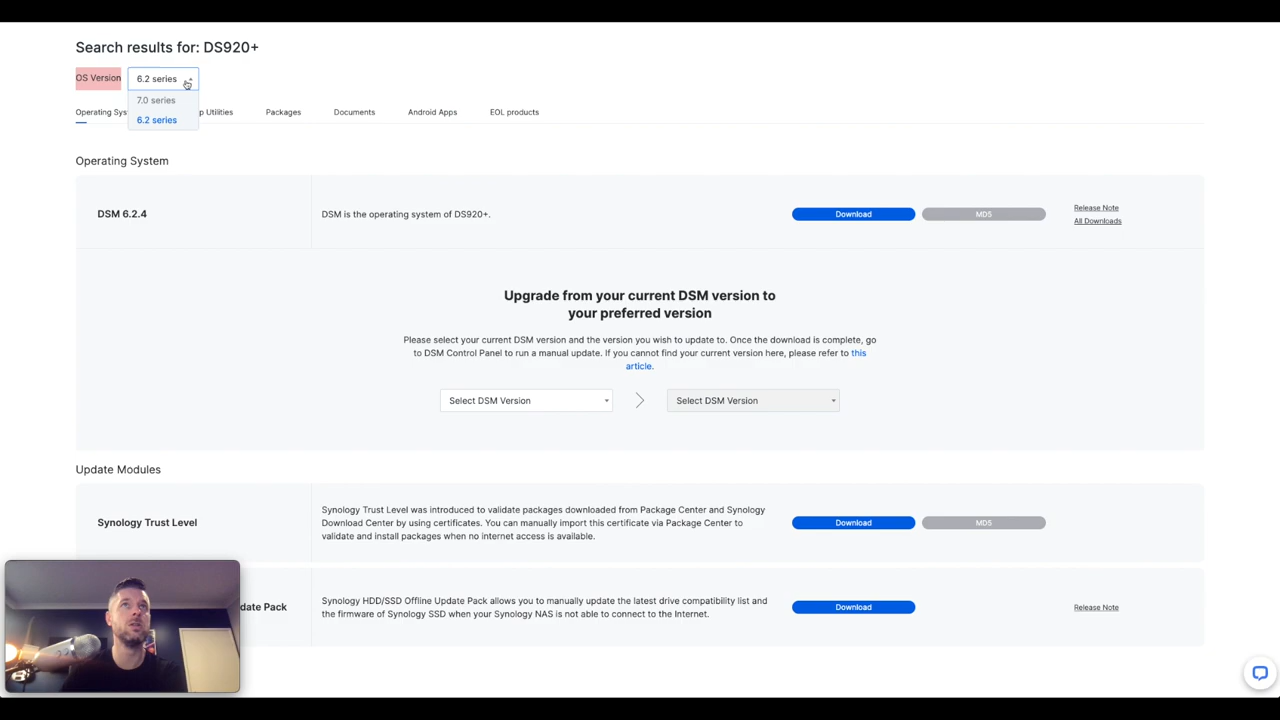 Search results for: DS920+
OS Version
6.2 series
7.0 series
6.2 series
Operating Sys
p Utilities
Packages
Documents
Android Apps
EOL products
Operating System
DSM 6.2.4
DSM is the operating system of DS920+.
Download
MD5
Release Note
All Downloads
Upgrade from your current DSM version to
your preferred version
Please select your current DSM version and the version you wish to update to. Once the download is complete, go
to DSM Control Panel to run a manual update. If you cannot find your current version here, please refer to this
article.
Select DSM Version
Select DSM Version
Update Modules
Synology Trust Level
Synology Trust Level was introduced to validate packages downloaded from Package Center and Synology
Download Center by using certificates. You can manually import this certificate via Package Center to
validate and install packages when no internet access is available.
Download
MD5
date Pack
Synology HDD/SSD Offline Update Pack allows you to manually update the latest drive compatibility list and
the firmware of Synology SSD when your Synology NAS is not able to connect to the Internet.
Download
Release Note